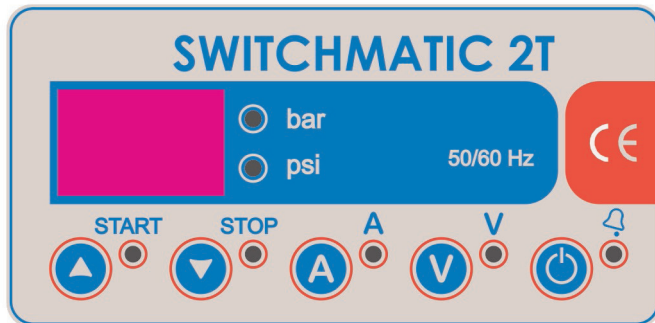 SWITCHMATIC 2T
bar
psi
50/60 Hz
CE
START STOP A V
A V